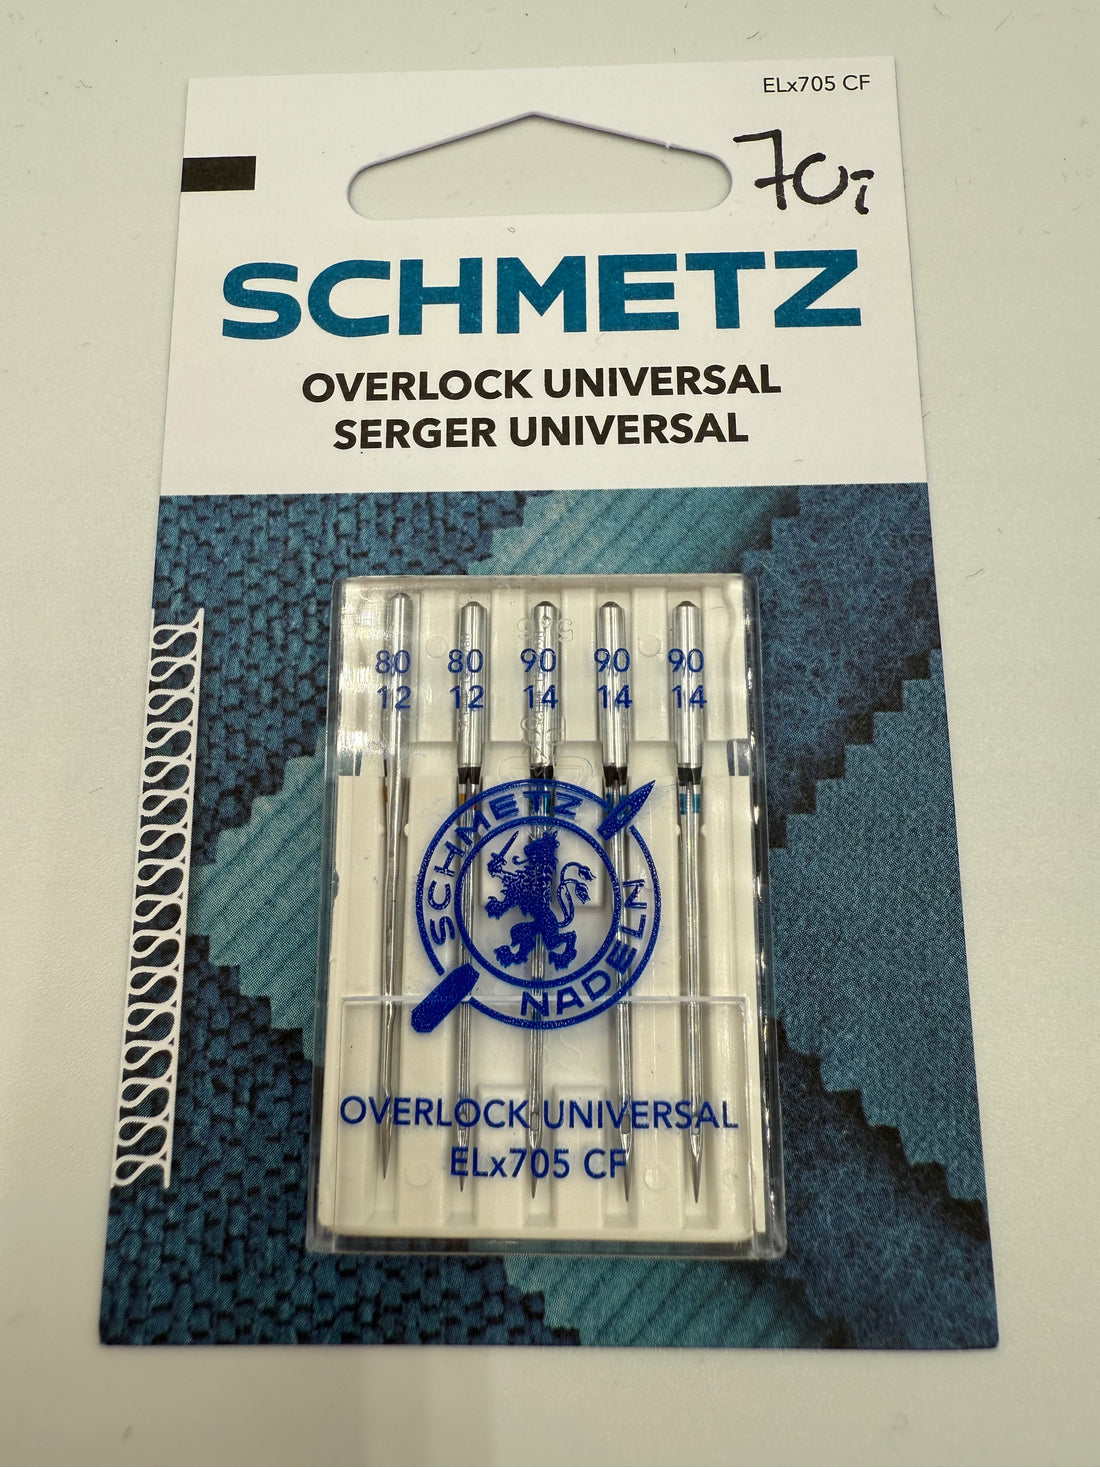 ELx705 CF
SCHMETZ
OVERLOCK UNIVERSAL
SERGER UNIVERSAL
80 80 90 90 90
12 12 14 14 14
SCHMETZ
NADELN
OVERLOCK UNIVERSAL
ELx705 CF